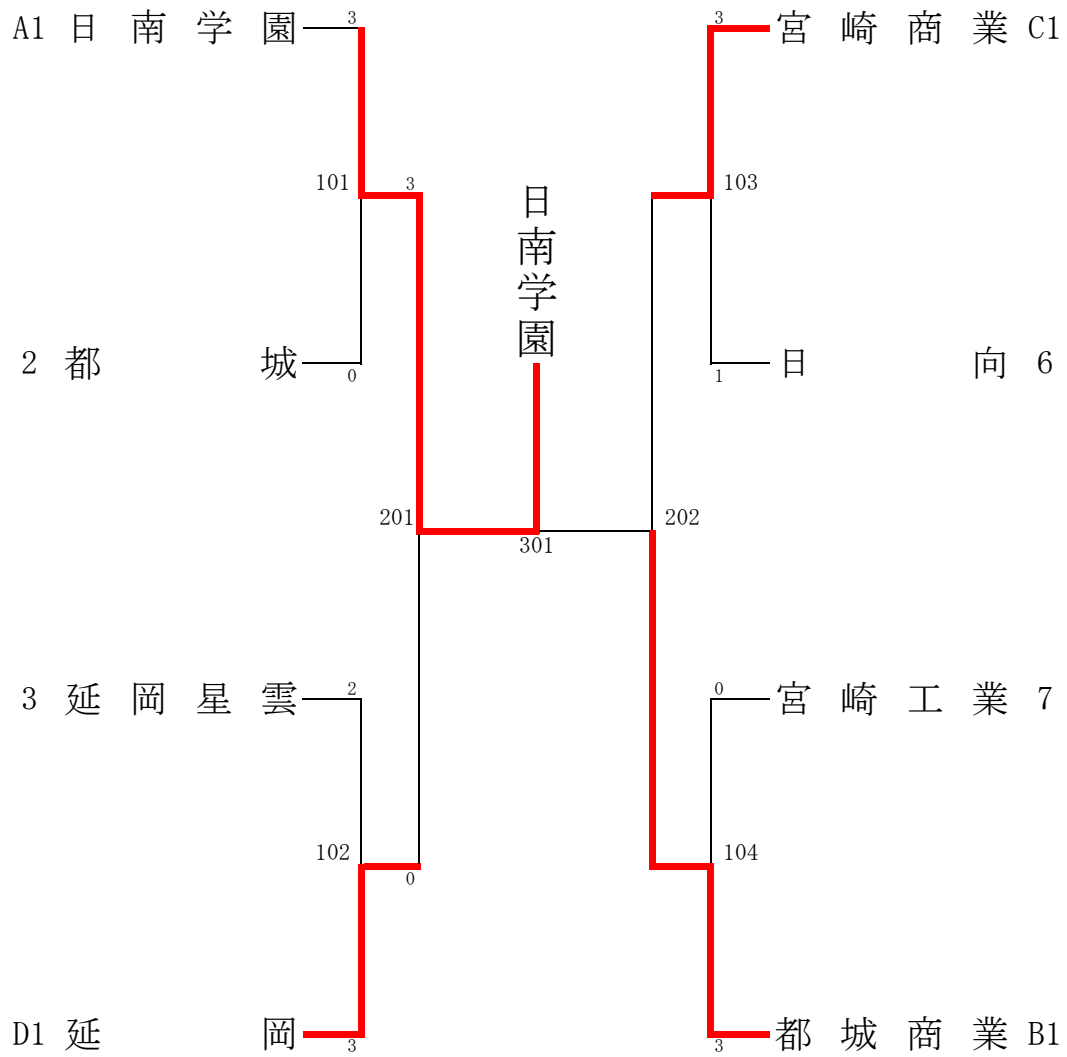 A1 日南学園 3
3 宮崎商業 C1
101 3
103
日南学園
2 都城 0
1 日向 6
201
202
301
3 延岡星雲 2
0 宮崎工業 7
102 0
104
D1 延岡 3
3 都城商業 B1